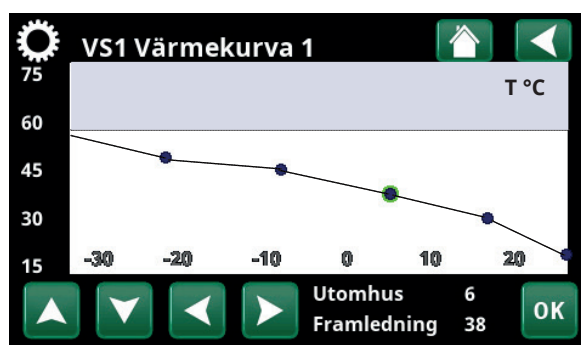 VS1 Värmekurva 1
T °C
75
60
45
30
15
-30 -20 -10 0 10 20
Utomhus 6
Framledning 38
OK